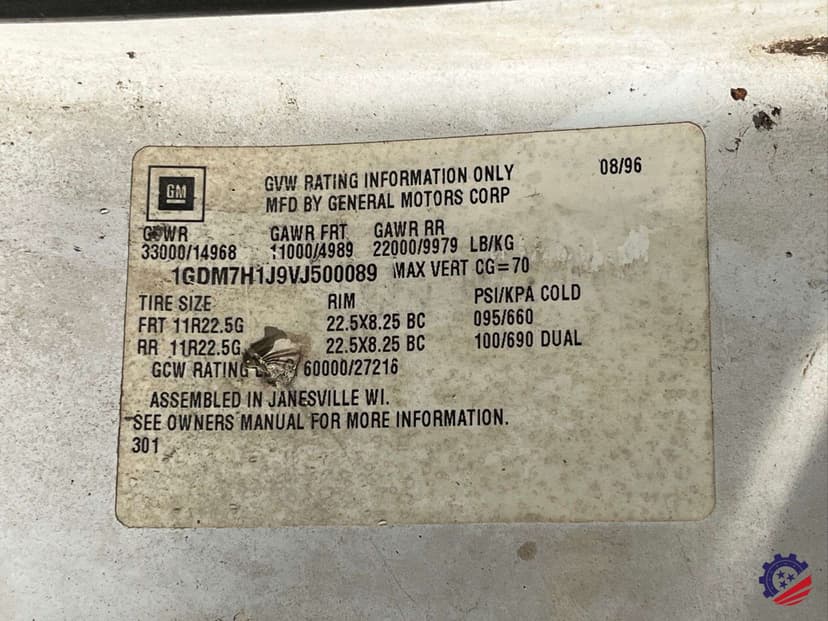 GM
GVW RATING INFORMATION ONLY 08/96
MFD BY GENERAL MOTORS CORP
GVWR GAWR FRT GAWR RR
33000/14968 11000/4989 22000/9979 LB/KG
1GDM7H1J9VJ500089 MAX VERT CG=70
TIRE SIZE RIM PSI/KPA COLD
FRT 11R22.5G 22.5X8.25 BC 095/660
RR 11R22.5G 22.5X8.25 BC 100/690 DUAL
GCW RATING 60000/27216
ASSEMBLED IN JANESVILLE WI.
SEE OWNERS MANUAL FOR MORE INFORMATION.
301